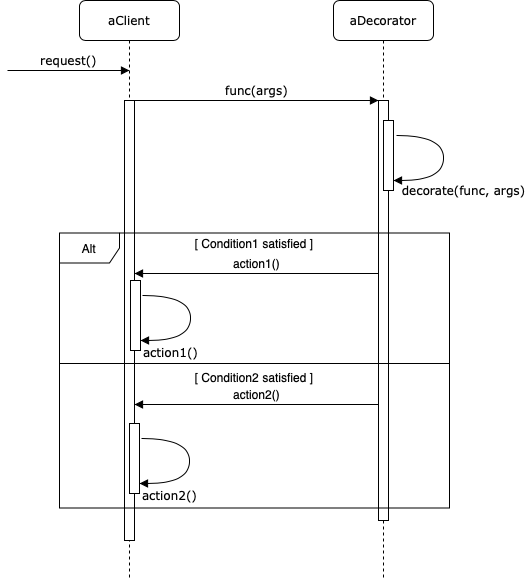 aClient
aDecorator
request()
func(args)
decorate(func, args)
Alt
[ Condition1 satisfied ]
action1()
action1()
[ Condition2 satisfied ]
action2()
action2()